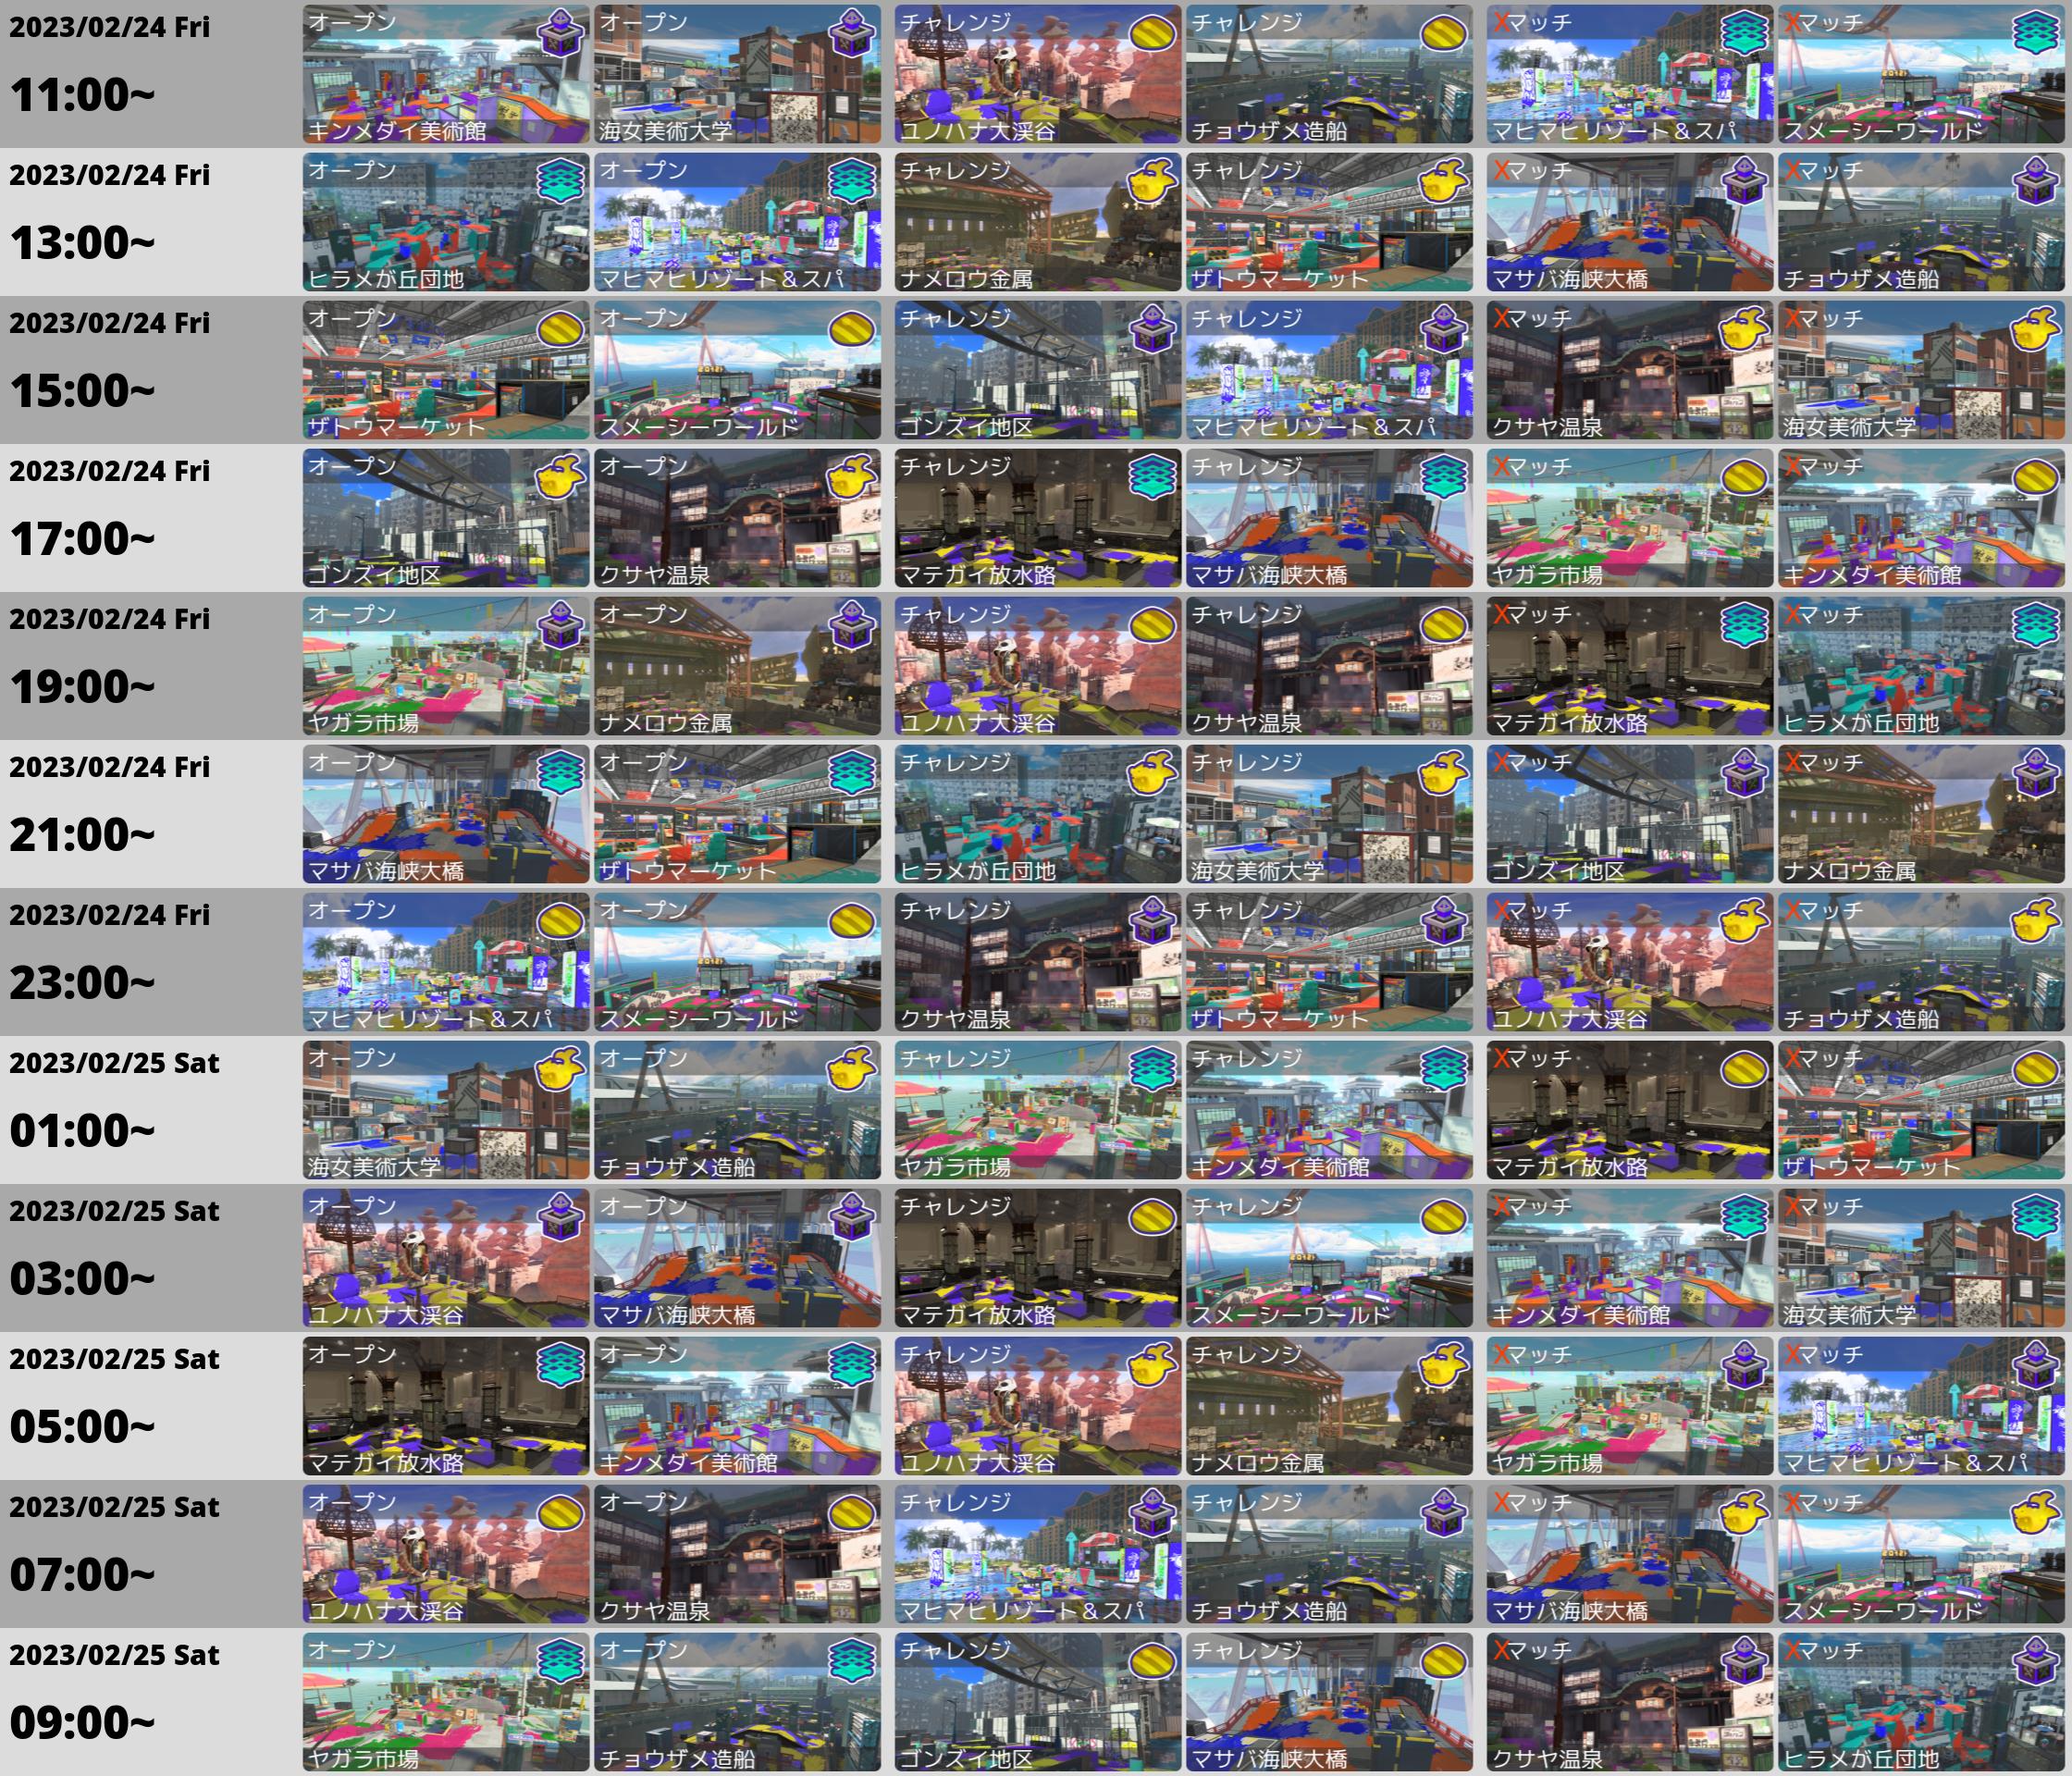 2023/02/24 Fri
11:00~
オープン オープン チャレンジ チャレンジ Xマッチ Xマッチ
キンメダイ美術館 海女美術大学 ユノハナ大渓谷 チョウザメ造船 マヒマヒリゾート＆スパ スメーシーワールド
2023/02/24 Fri
13:00~
オープン オープン チャレンジ チャレンジ Xマッチ Xマッチ
ヒラメが丘団地 マヒマヒリゾート＆スパ ナメロウ金属 ザトウマーケット マサバ海峡大橋 チョウザメ造船
2023/02/24 Fri
15:00~
オープン オープン チャレンジ チャレンジ Xマッチ Xマッチ
ザトウマーケット スメーシーワールド ゴンズイ地区 マヒマヒリゾート＆スパ クサヤ温泉 海女美術大学
2023/02/24 Fri
17:00~
オープン オープン チャレンジ チャレンジ Xマッチ Xマッチ
ゴンズイ地区 クサヤ温泉 マテガイ放水路 マサバ海峡大橋 ヤガラ市場 キンメダイ美術館
2023/02/24 Fri
19:00~
オープン オープン チャレンジ チャレンジ Xマッチ Xマッチ
ヤガラ市場 ナメロウ金属 ユノハナ大渓谷 クサヤ温泉 マテガイ放水路 ヒラメが丘団地
2023/02/24 Fri
21:00~
オープン オープン チャレンジ チャレンジ Xマッチ Xマッチ
マサバ海峡大橋 ザトウマーケット ヒラメが丘団地 海女美術大学 ゴンズイ地区 ナメロウ金属
2023/02/24 Fri
23:00~
オープン オープン チャレンジ チャレンジ Xマッチ Xマッチ
マヒマヒリゾート＆スパ スメーシーワールド クサヤ温泉 ザトウマーケット ユノハナ大渓谷 チョウザメ造船
2023/02/25 Sat
01:00~
オープン オープン チャレンジ チャレンジ Xマッチ Xマッチ
海女美術大学 チョウザメ造船 ヤガラ市場 キンメダイ美術館 マテガイ放水路 ザトウマーケット
2023/02/25 Sat
03:00~
オープン オープン チャレンジ チャレンジ Xマッチ Xマッチ
ユノハナ大渓谷 マサバ海峡大橋 マテガイ放水路 スメーシーワールド キンメダイ美術館 海女美術大学
2023/02/25 Sat
05:00~
オープン オープン チャレンジ チャレンジ Xマッチ Xマッチ
マテガイ放水路 キンメダイ美術館 ユノハナ大渓谷 ナメロウ金属 ヤガラ市場 マヒマヒリゾート＆スパ
2023/02/25 Sat
07:00~
オープン オープン チャレンジ チャレンジ Xマッチ Xマッチ
ユノハナ大渓谷 クサヤ温泉 マヒマヒリゾート＆スパ チョウザメ造船 マサバ海峡大橋 スメーシーワールド
2023/02/25 Sat
09:00~
オープン オープン チャレンジ チャレンジ Xマッチ Xマッチ
ヤガラ市場 チョウザメ造船 ゴンズイ地区 マサバ海峡大橋 クサヤ温泉 ヒラメが丘団地